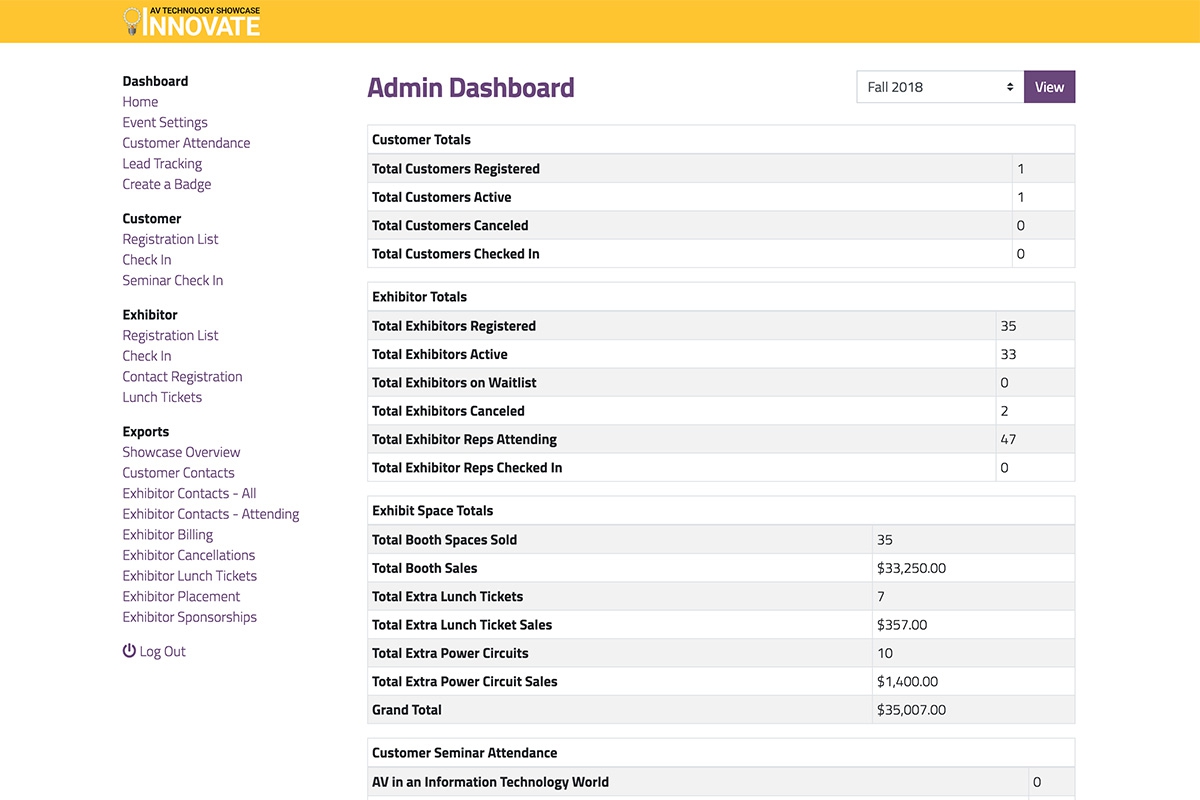 AV TECHNOLOGY SHOWCASE
INNOVATE
Dashboard
Home
Event Settings
Customer Attendance
Lead Tracking
Create a Badge
Customer
Registration List
Check In
Seminar Check In
Exhibitor
Registration List
Check In
Contact Registration
Lunch Tickets
Exports
Showcase Overview
Customer Contacts
Exhibitor Contacts - All
Exhibitor Contacts - Attending
Exhibitor Billing
Exhibitor Cancellations
Exhibitor Lunch Tickets
Exhibitor Placement
Exhibitor Sponsorships
Log Out
Admin Dashboard
Fall 2018
View
Customer Totals
Total Customers Registered 1
Total Customers Active 1
Total Customers Canceled 0
Total Customers Checked In 0
Exhibitor Totals
Total Exhibitors Registered 35
Total Exhibitors Active 33
Total Exhibitors on Waitlist 0
Total Exhibitors Canceled 2
Total Exhibitor Reps Attending 47
Total Exhibitor Reps Checked In 0
Exhibit Space Totals
Total Booth Spaces Sold 35
Total Booth Sales $33,250.00
Total Extra Lunch Tickets 7
Total Extra Lunch Ticket Sales $357.00
Total Extra Power Circuits 10
Total Extra Power Circuit Sales $1,400.00
Grand Total $35,007.00
Customer Seminar Attendance
AV in an Information Technology World 0